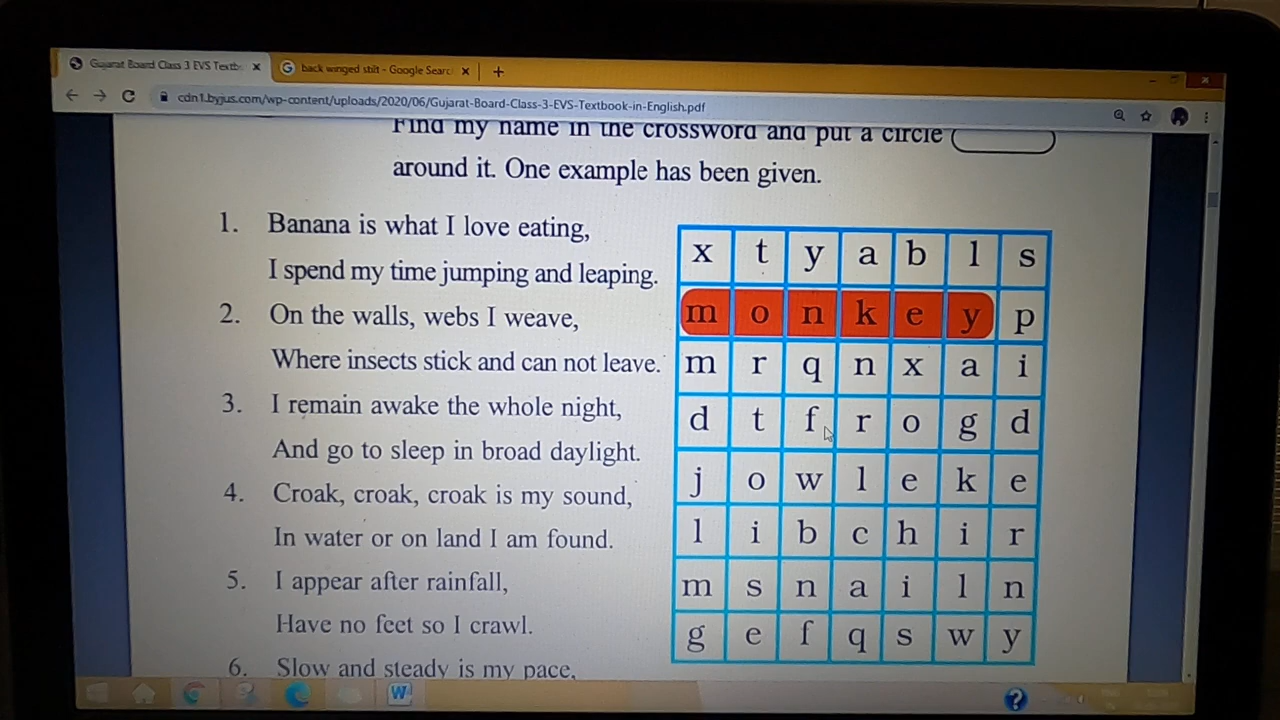 Gujarat Board Class 3 EVS Textb
back winged stilt - Google Searc
cdn1.byjus.com/wp-content/uploads/2020/06/Gujarat-Board-Class-3-EVS-Textbook-in-English.pdf
Find my name in the crossword and put a circle
around it. One example has been given.
1. Banana is what I love eating,
I spend my time jumping and leaping.
2. On the walls, webs I weave,
Where insects stick and can not leave.
3. I remain awake the whole night,
And go to sleep in broad daylight.
4. Croak, croak, croak is my sound,
In water or on land I am found.
5. I appear after rainfall,
Have no feet so I crawl.
6. Slow and steady is my pace,
x t y a b l s
m o n k e y p
m r q n x a i
d t f r o g d
j o w l e k e
l i b c h i r
m s n a i l n
g e f q s w y